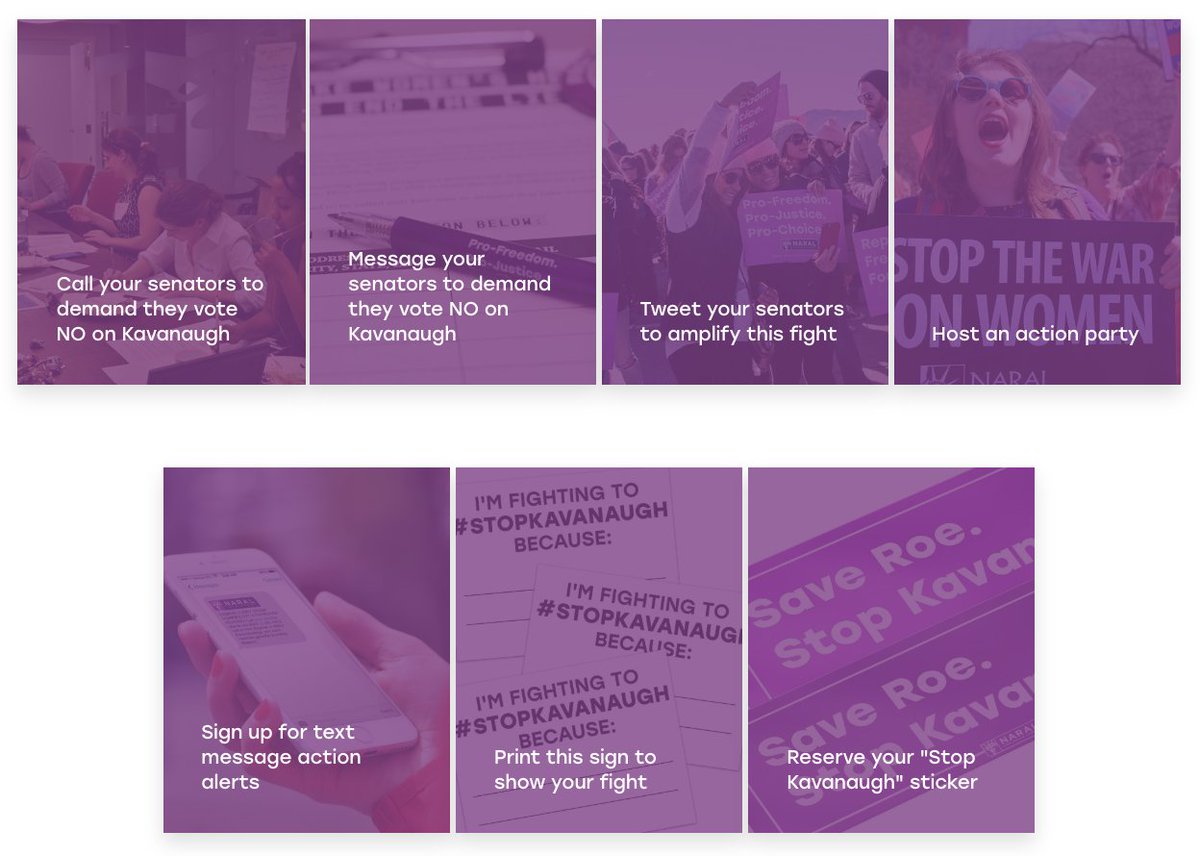 Call your senators to
demand they vote
NO on Kavanaugh
ON BELOW:
Pro-Freedom.
Pro-Justice.
Message your
senators to demand
they vote NO on
Kavanaugh
Pro-Freedom.
Pro-Justice.
Pro-Choice
NARAL
Tweet your senators
to amplify this fight
STOP THE WAR
ON WOMEN
NARAL
Host an action party
NARAL
Sign up for text
message action
alerts
I'M FIGHTING TO
#STOPKAVANAUGH
BECAUSE:
I'M FIGHTING TO
#STOPKAVANAUGH
BECAUSE:
I'M FIGHTING TO
#STOPKAVANAUGH
BECAUSE:
Print this sign to
show your fight
Save Roe.
Stop Kavan
Save Roe.
Stop Kavan
NARAL
Reserve your "Stop
Kavanaugh" sticker